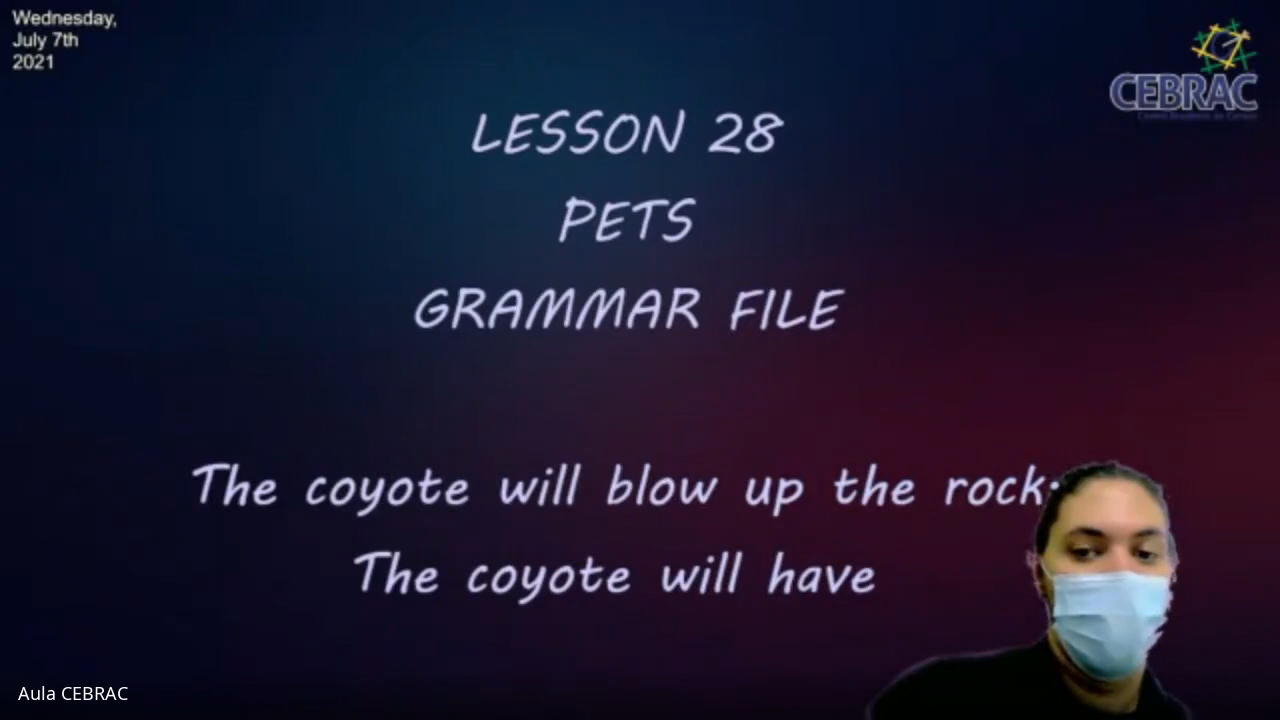 Wednesday,
July 7th
2021
CEBRAC
LESSON 28
PETS
GRAMMAR FILE
The coyote will blow up the rock.
The coyote will have
Aula CEBRAC